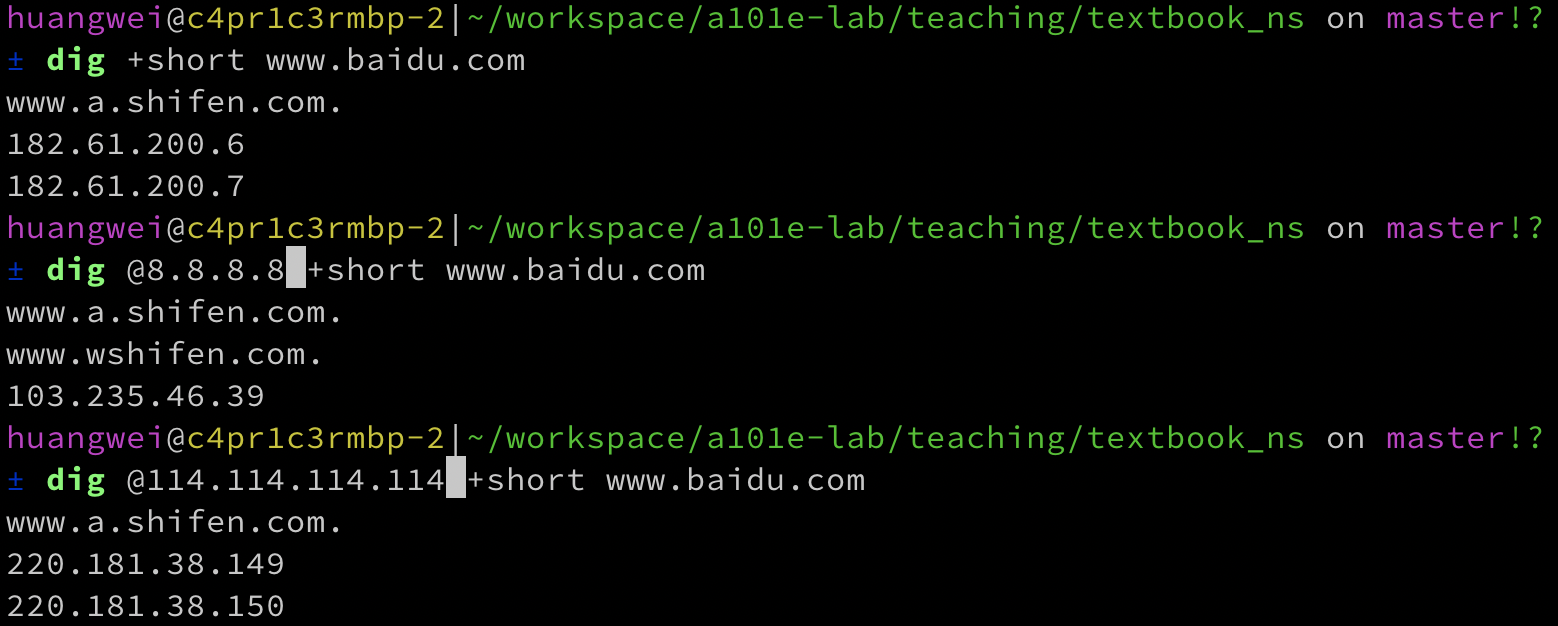 huangwei@c4pr1c3rmbp-2|~/workspace/a101e-lab/teaching/textbook_ns on master!?
± dig +short www.baidu.com
www.a.shifen.com.
182.61.200.6
182.61.200.7
huangwei@c4pr1c3rmbp-2|~/workspace/a101e-lab/teaching/textbook_ns on master!?
± dig @8.8.8.8 +short www.baidu.com
www.a.shifen.com.
www.wshifen.com.
103.235.46.39
huangwei@c4pr1c3rmbp-2|~/workspace/a101e-lab/teaching/textbook_ns on master!?
± dig @114.114.114.114 +short www.baidu.com
www.a.shifen.com.
220.181.38.149
220.181.38.150